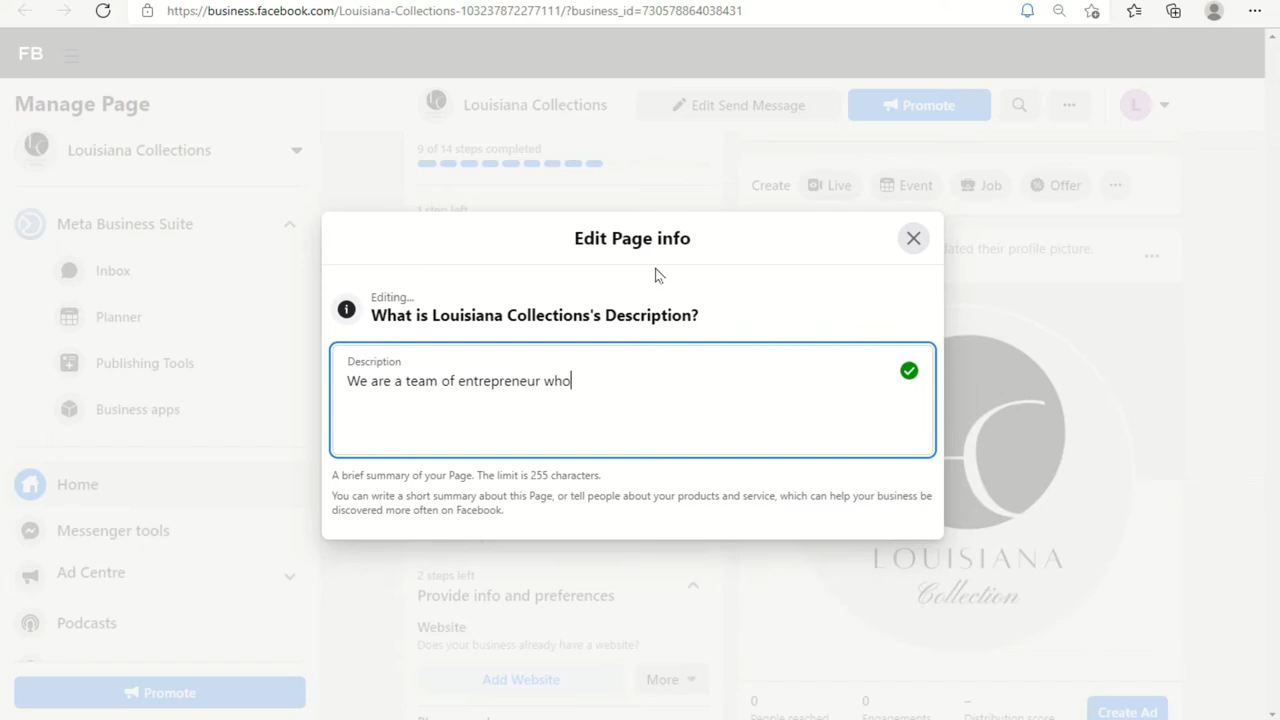 https://business.facebook.com/Louisiana-Collections-103237872277111/?business_id=730578864038431
FB
Manage Page
Louisiana Collections
Edit Send Message
Promote
L
Louisiana Collections
9 of 14 steps completed
Create
Live
Event
Job
Offer
1 step left
Meta Business Suite
Inbox
Planner
Publishing Tools
Business apps
Home
Messenger tools
Ad Centre
Podcasts
Promote
dated their profile picture.
Edit Page info
Editing...
What is Louisiana Collections's Description?
Description
We are a team of entrepreneur who
A brief summary of your Page. The limit is 255 characters.
You can write a short summary about this Page, or tell people about your products and service, which can help your business be
discovered more often on Facebook.
2 steps left
Provide info and preferences
Website
Does your business already have a website?
Add Website
More
LOUISIANA
Collection
0
People reached
0
Engagements
--
Distribution score
Create Ad